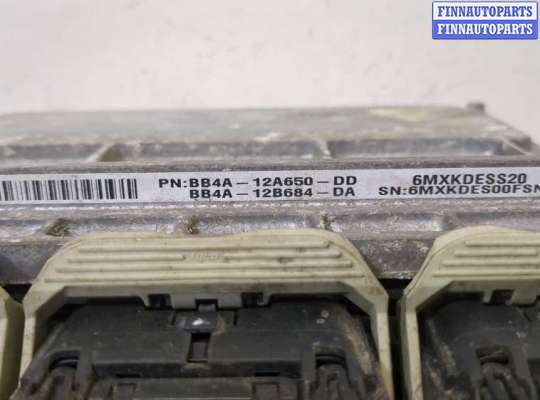 FINNAUTOPARTS
FINNAUTOPARTS
PN:BB4A-12A650-DD 6MXKDESS20
BB4A-12B684-DA SN:6MXKDES00FSN